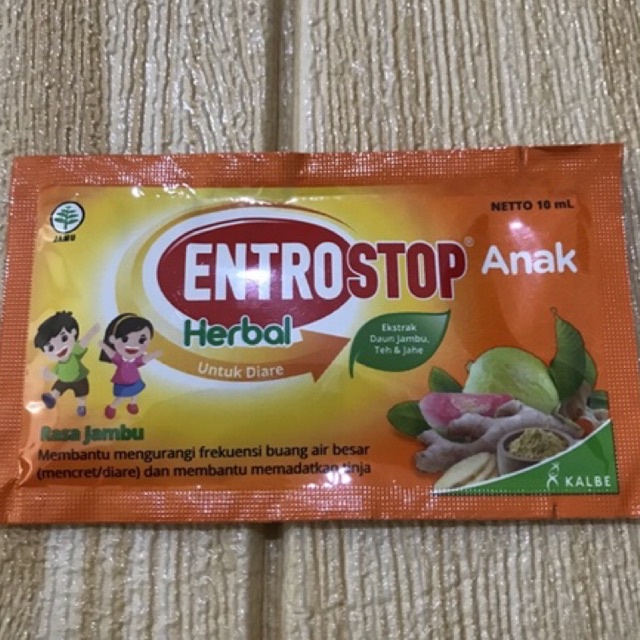 JAMU
NETTO 10 mL
ENTROSTOP® Anak
Herbal
Untuk Diare
Ekstrak
Daun Jambu,
Teh & Jahe
Rasa Jambu
Membantu mengurangi frekuensi buang air besar
(mencret/diare) dan membantu memadatkan tinja
KALBE